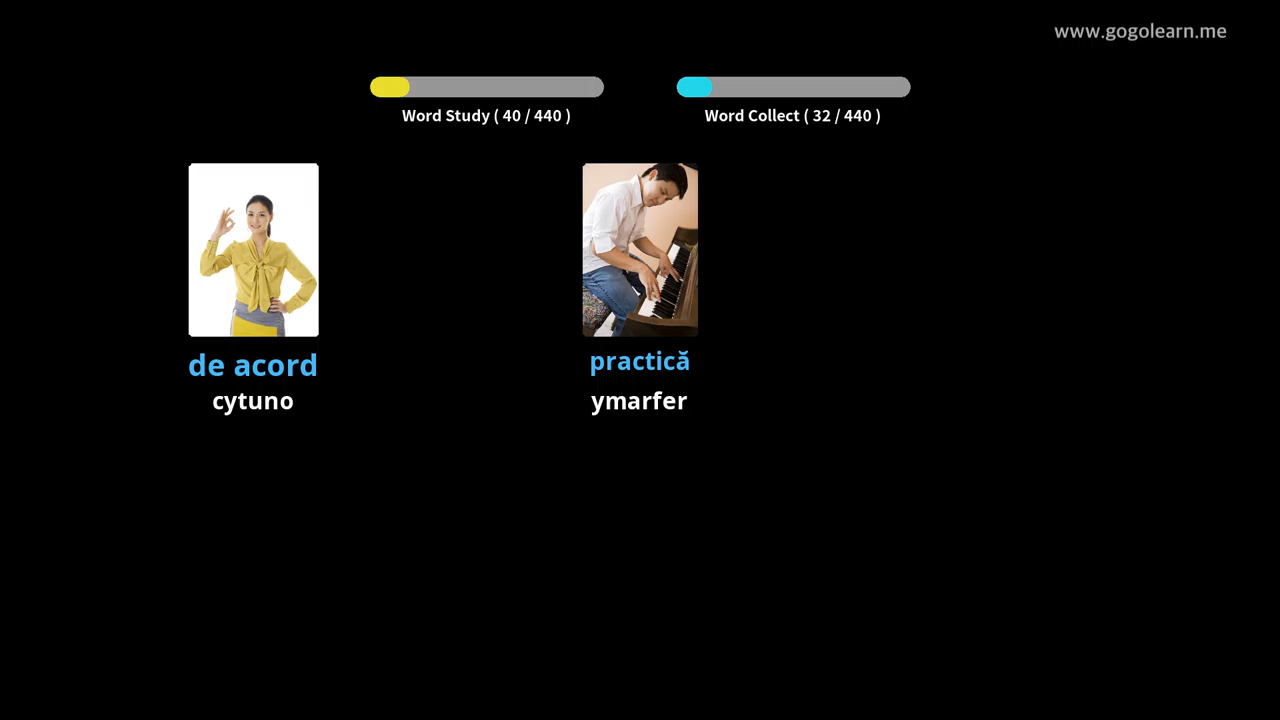 www.gogolearn.me
Word Study ( 40 / 440 )
Word Collect ( 32 / 440 )
de acord
cytuno
practică
ymarfer